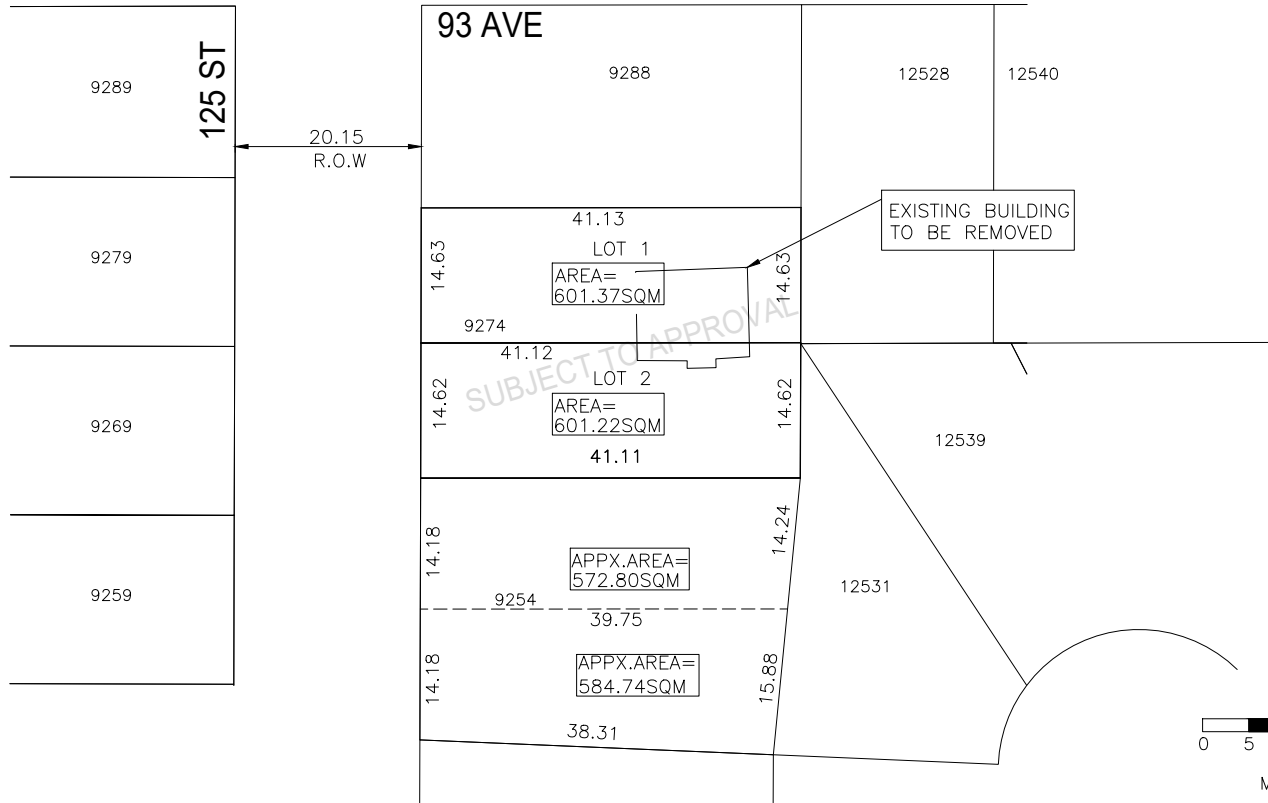 93 AVE
125 ST
9289
9288
12528
12540
20.15
R.O.W
EXISTING BUILDING
TO BE REMOVED
41.13
LOT 1
9279
14.63
AREA=
601.37SQM
14.63
9274
SUBJECT TO APPROVAL
41.12
LOT 2
14.62
AREA=
601.22SQM
14.62
9269
12539
41.11
14.18
14.24
APPX.AREA=
572.80SQM
9259
9254
12531
39.75
14.18
APPX.AREA=
584.74SQM
15.88
38.31
0 5
M